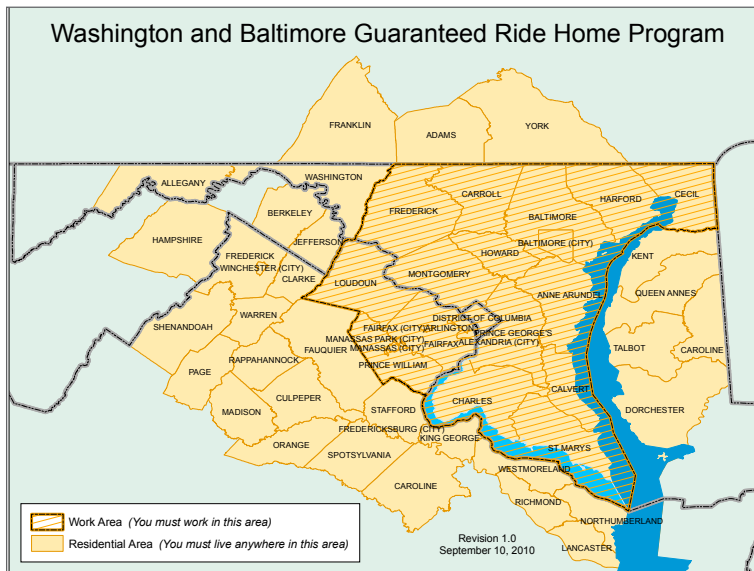 Washington and Baltimore Guaranteed Ride Home Program
FRANKLIN
ADAMS
YORK
ALLEGANY
WASHINGTON
CECIL
CARROLL
HARFORD
FREDERICK
BERKELEY
BALTIMORE
HAMPSHIRE
JEFFERSON
BALTIMORE (CITY)
FREDERICK
HOWARD
KENT
WINCHESTER (CITY)
MONTGOMERY
CLARKE
LOUDOUN
ANNE ARUNDEL
QUEEN ANNES
WARREN
DISTRICT OF COLUMBIA
SHENANDOAH
FAIRFAX (CITY)
ARLINGTON
PRINCE GEORGE'S
MANASSAS PARK (CITY)
ALEXANDRIA (CITY)
FAIRFAX
MANASSAS (CITY)
FAUQUIER
TALBOT
CAROLINE
RAPPAHANNOCK
PRINCE WILLIAM
PAGE
CULPEPER
CALVERT
CHARLES
MADISON
STAFFORD
DORCHESTER
FREDERICKSBURG (CITY)
KING GEORGE
ORANGE
ST MARYS
SPOTSYLVANIA
WESTMORELAND
CAROLINE
RICHMOND
NORTHUMBERLAND
LANCASTER
Work Area (You must work in this area)
Residential Area (You must live anywhere in this area)
Revision 1.0
September 10, 2010